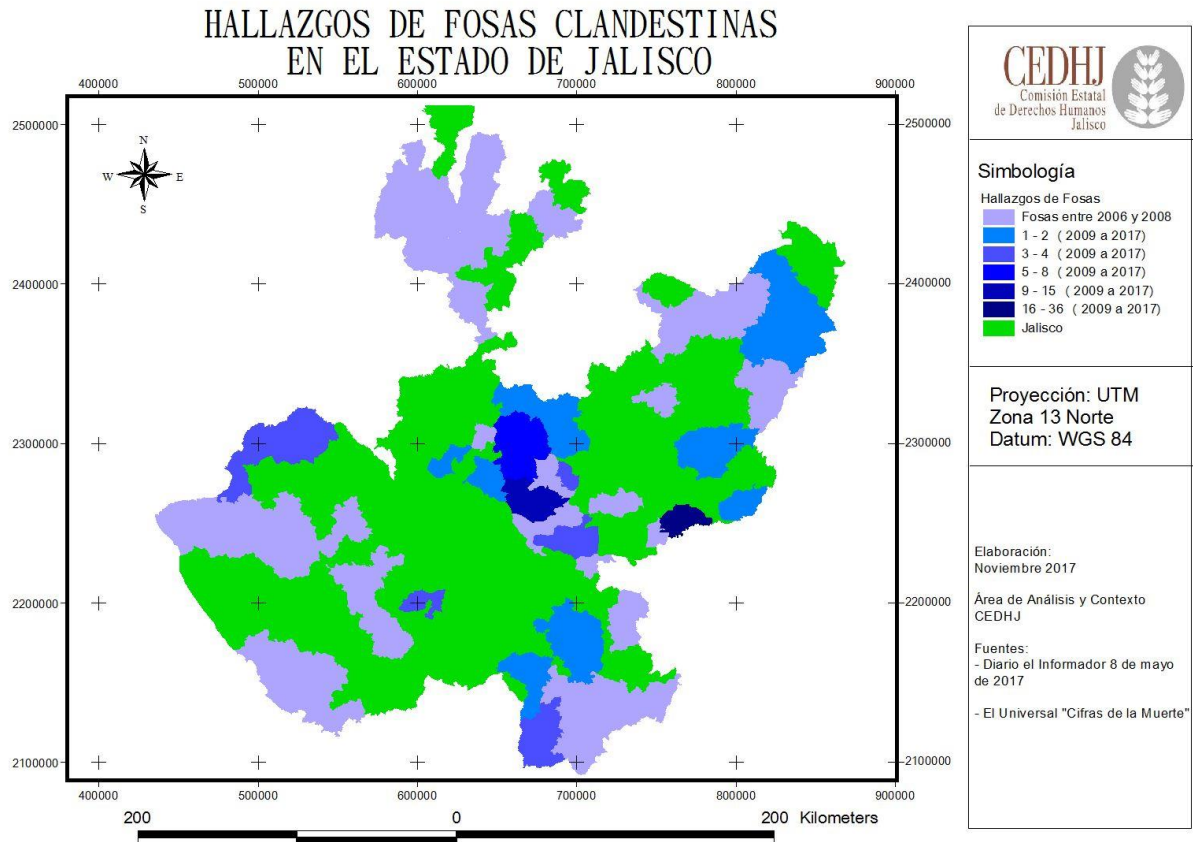 HALLAZGOS DE FOSAS CLANDESTINAS
EN EL ESTADO DE JALISCO
400000 500000 600000 700000 800000 900000
2500000 2500000
2400000 2400000
2300000 2300000
2200000 2200000
2100000 2100000
N
W E
S
400000 500000 600000 700000 800000 900000
200 0 200 Kilometers
CEDHJ
Comisión Estatal
de Derechos Humanos
Jalisco
Simbología
Hallazgos de Fosas
Fosas entre 2006 y 2008
1 - 2 ( 2009 a 2017)
3 - 4 ( 2009 a 2017)
5 - 8 ( 2009 a 2017)
9 - 15 ( 2009 a 2017)
16 - 36 ( 2009 a 2017)
Jalisco
Proyección: UTM
Zona 13 Norte
Datum: WGS 84
Elaboración:
Noviembre 2017
Área de Análisis y Contexto
CEDHJ
Fuentes:
- Diario el Informador 8 de mayo
de 2017
- El Universal "Cifras de la Muerte"